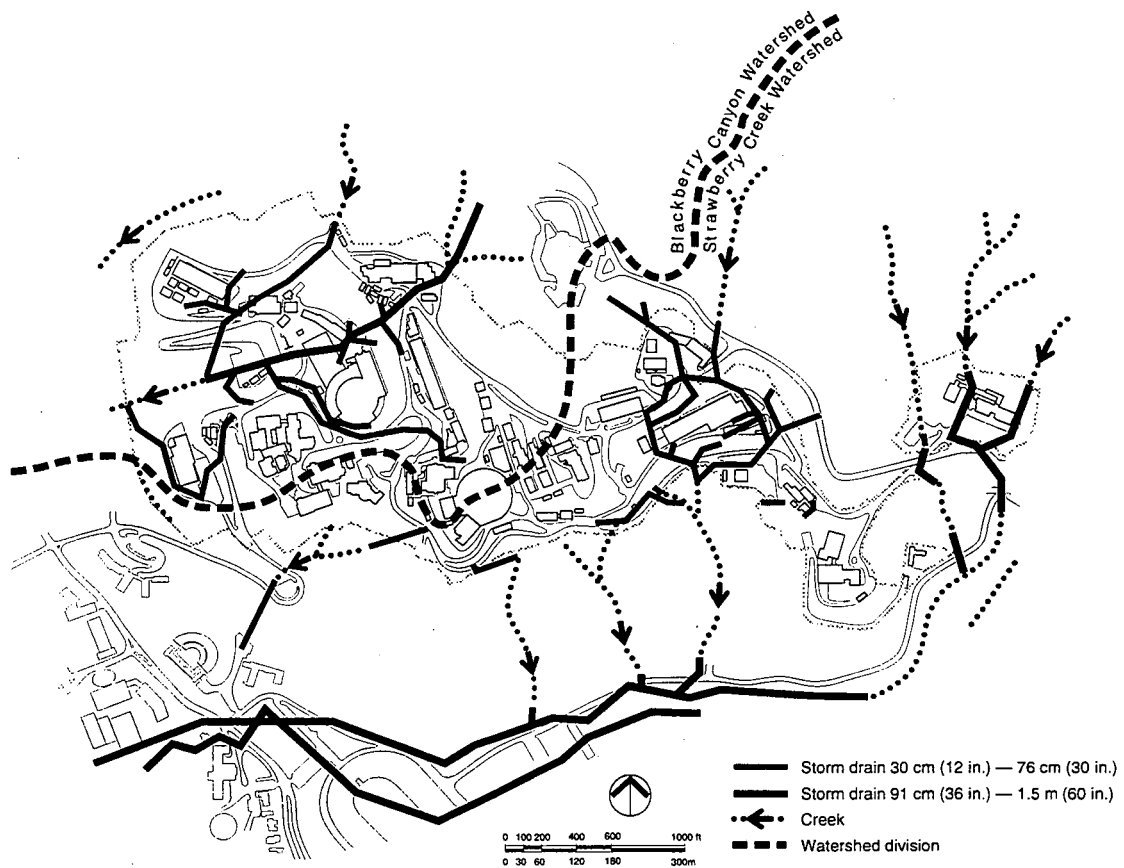 Blackberry Canyon Watershed
Strawberry Creek Watershed
Storm drain 30 cm (12 in.) — 76 cm (30 in.)
Storm drain 91 cm (36 in.) — 1.5 m (60 in.)
Creek
Watershed division
0 100 200 400 600 1000 ft
0 30 60 120 180 300m